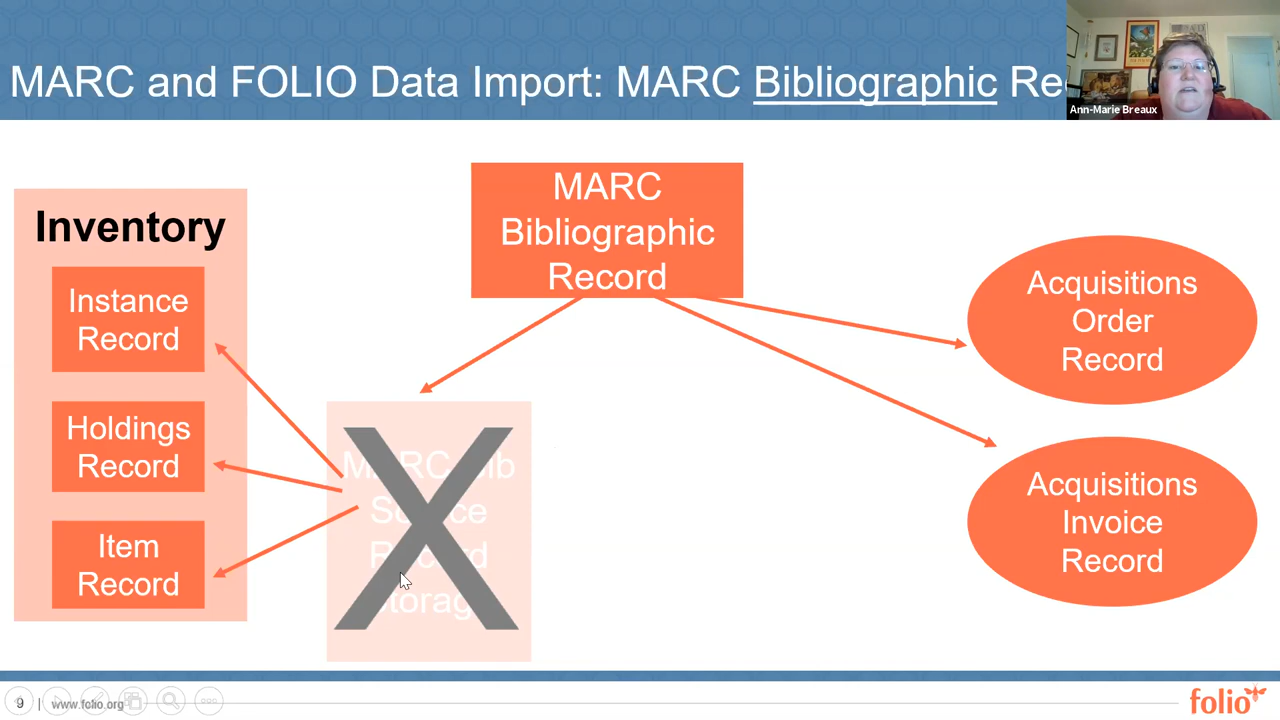 MARC and FOLIO Data Import: MARC Bibliographic Re
Ann-Marie Breaux
MARC
Bibliographic
Record
Inventory
Instance
Record
Holdings
Record
Item
Record
X
Acquisitions
Order
Record
Acquisitions
Invoice
Record
9 | www.folio.org
folio